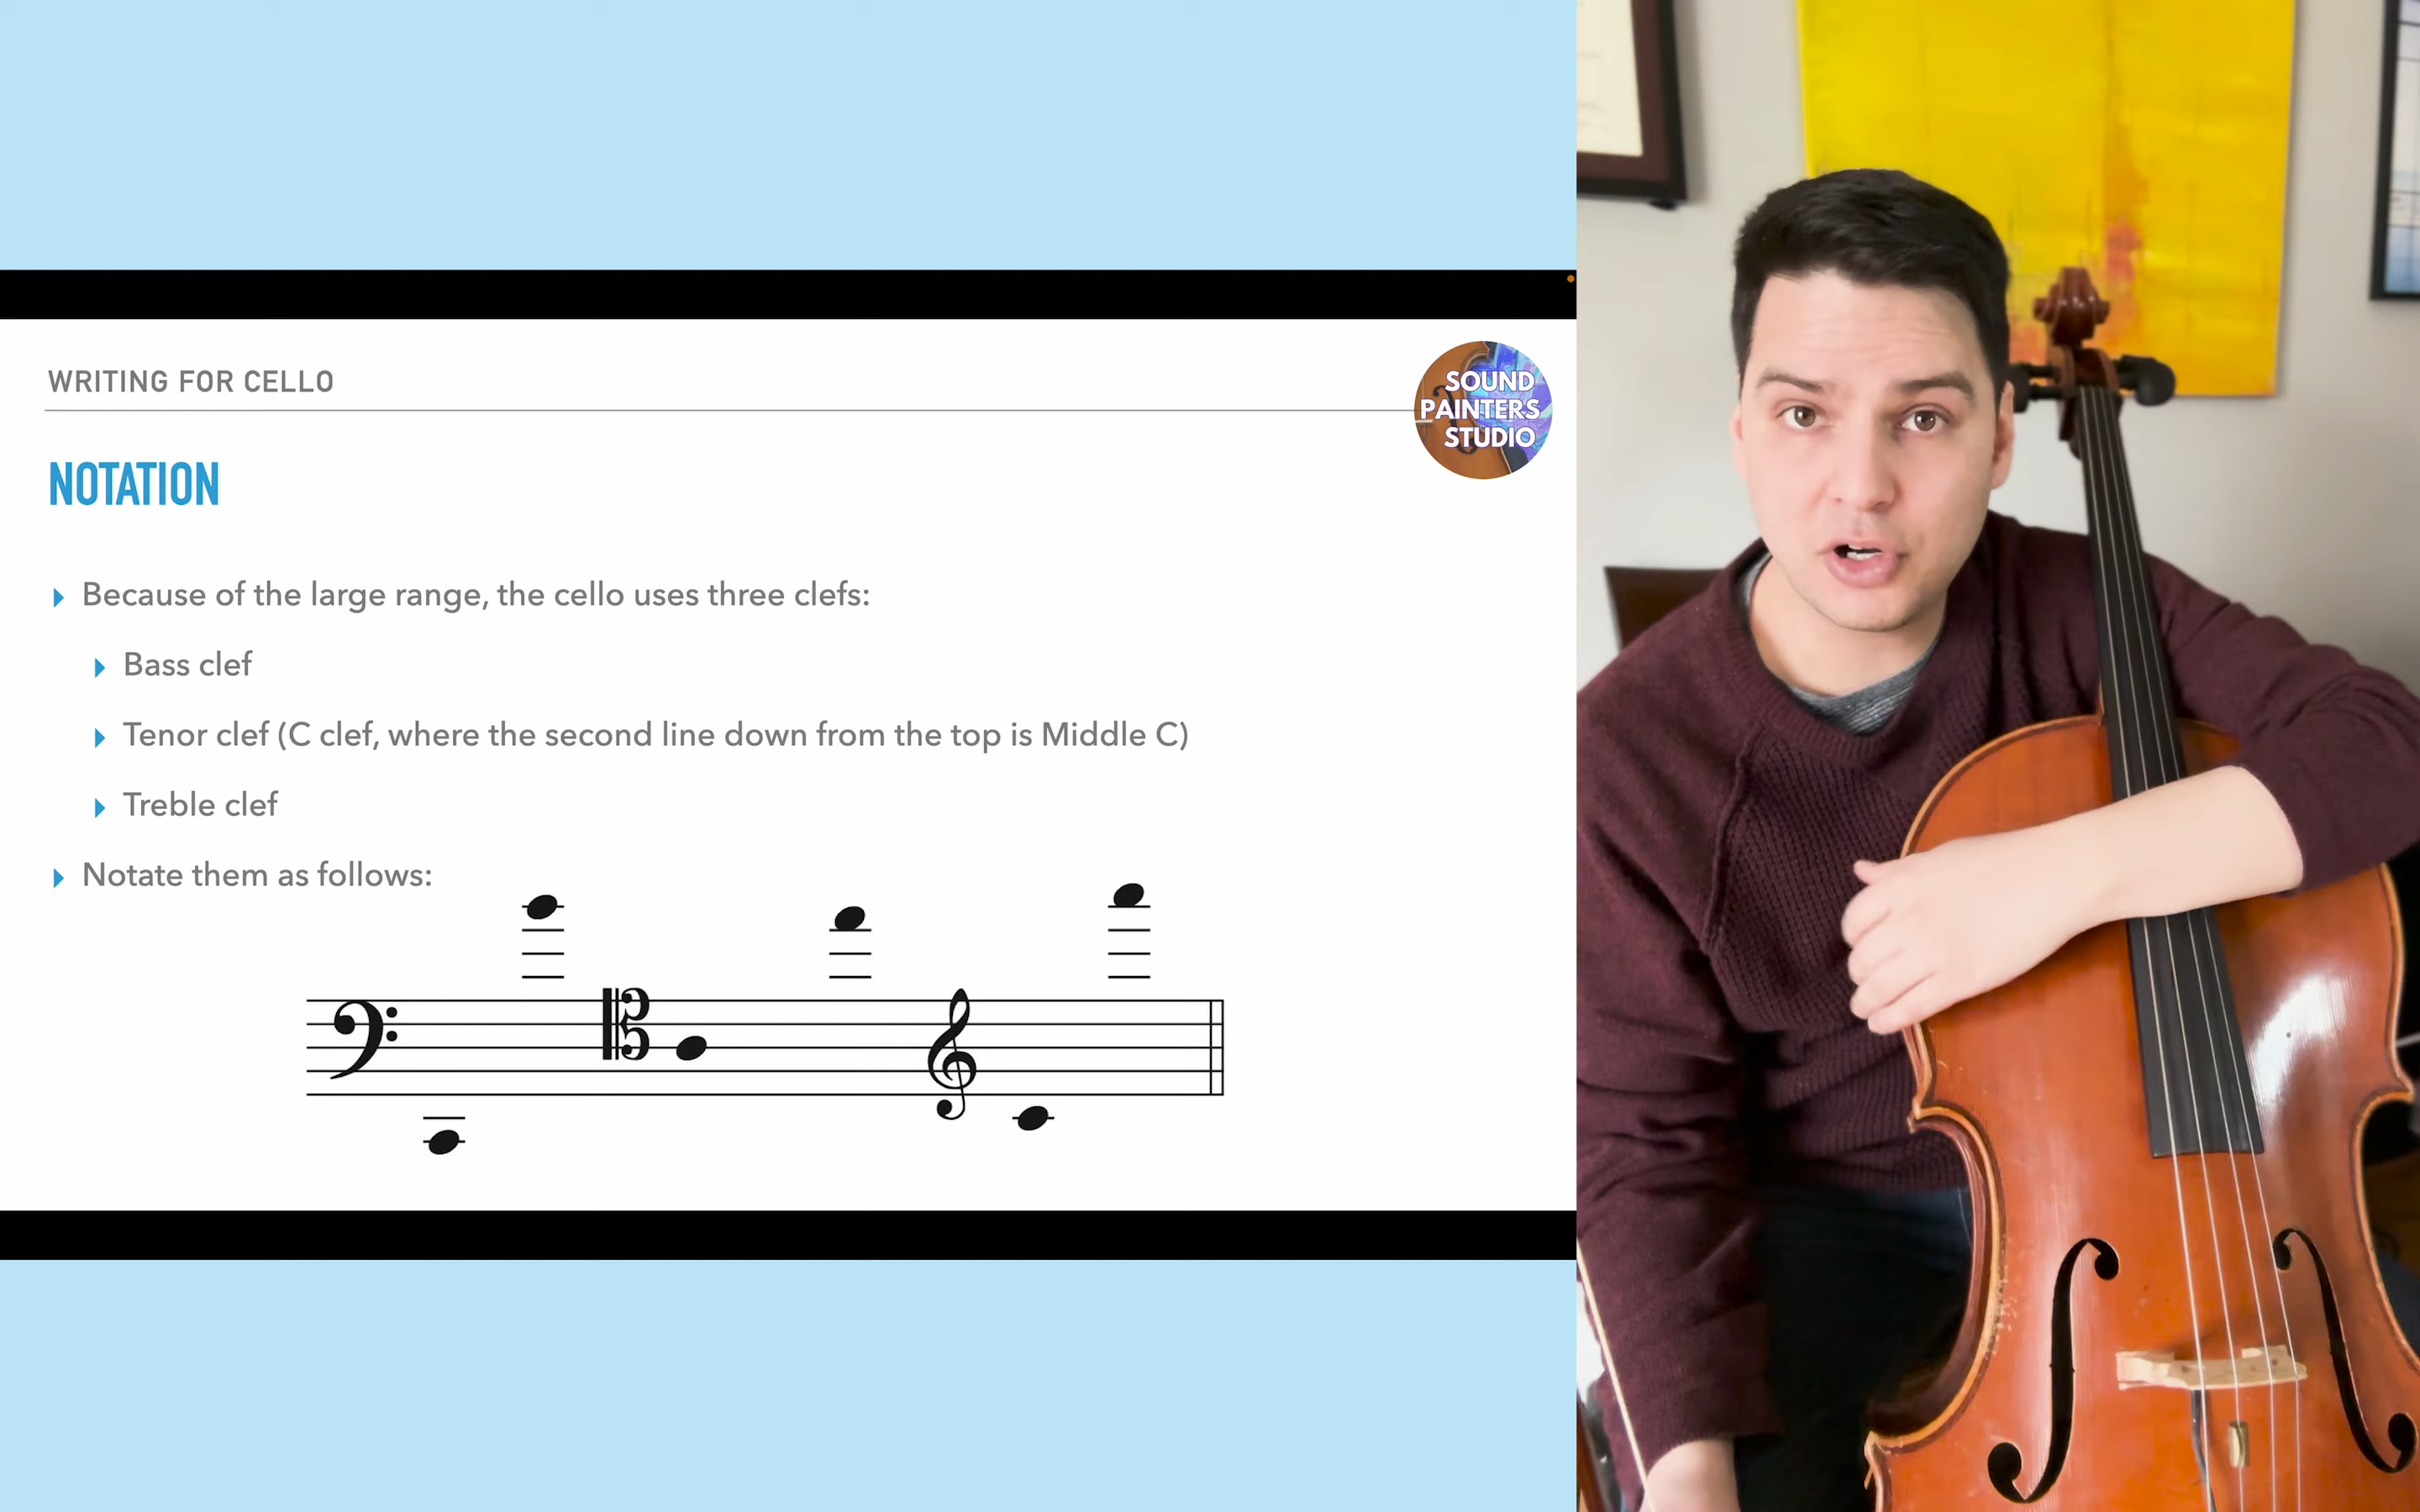 WRITING FOR CELLO
SOUND
PAINTERS
STUDIO
NOTATION
Because of the large range, the cello uses three clefs:
Bass clef
Tenor clef (C clef, where the second line down from the top is Middle C)
Treble clef
Notate them as follows: